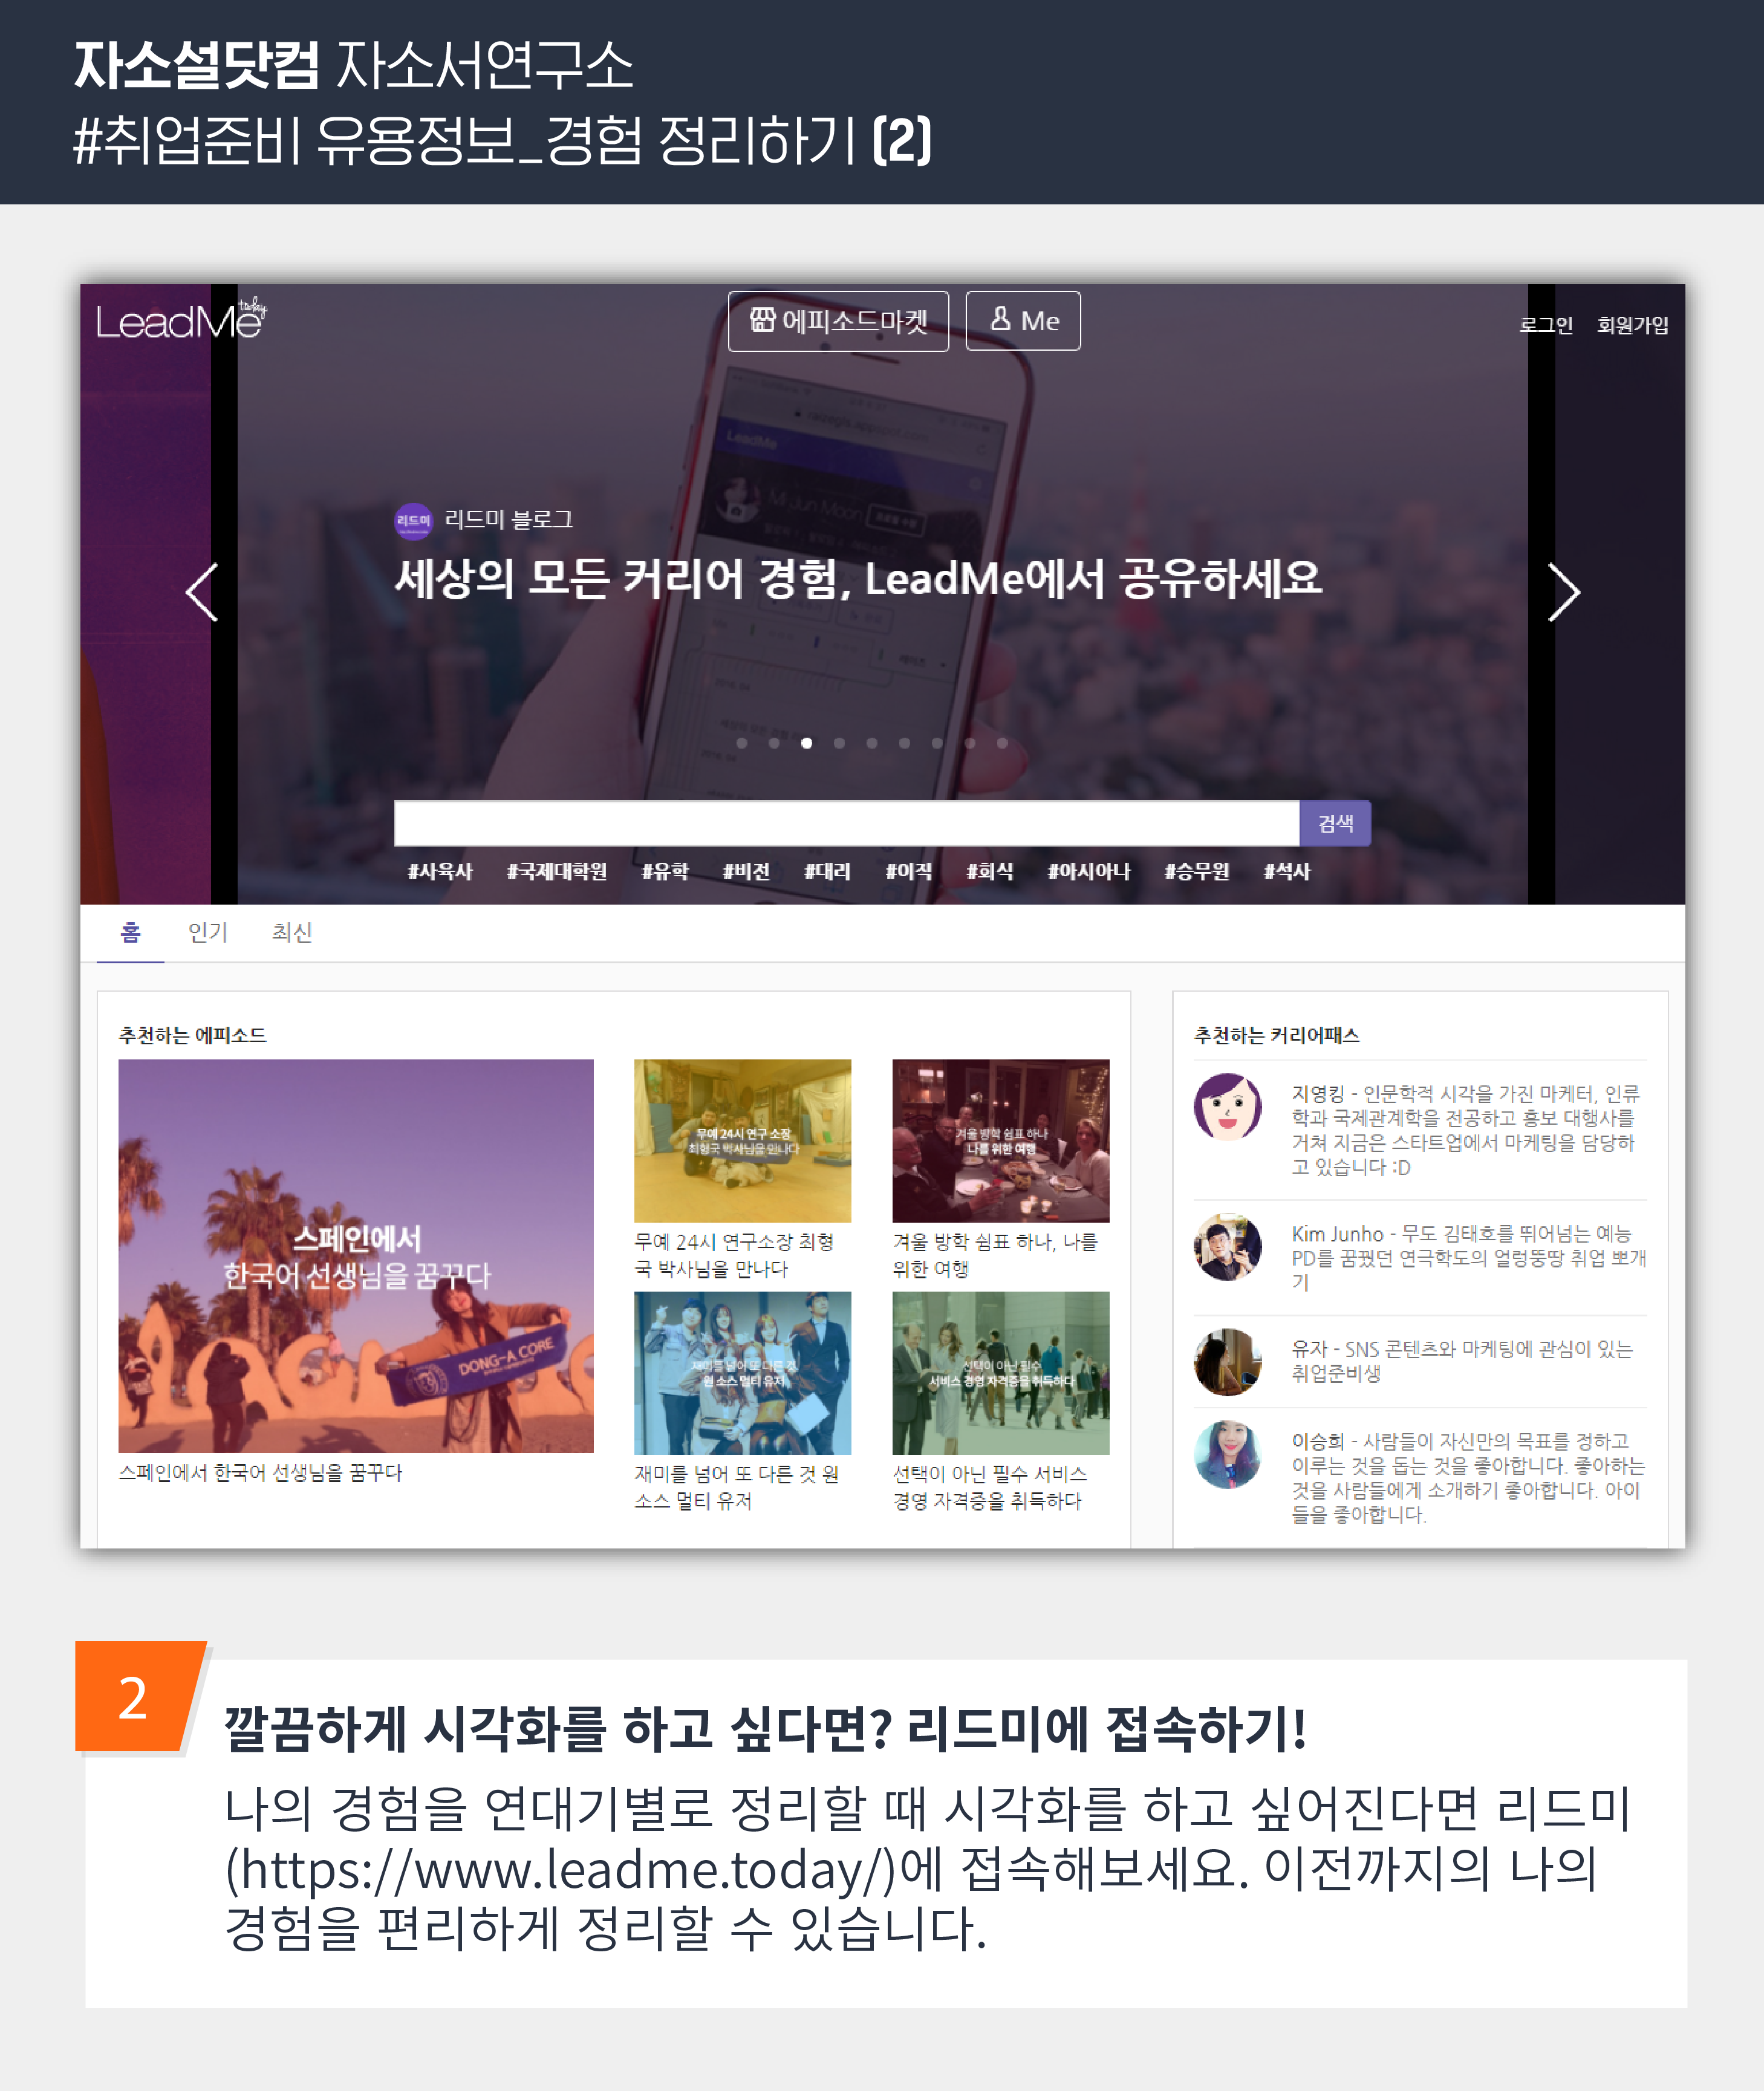 자소설닷컴 자소서연구소
#취업준비 유용정보_경험 정리하기 (2)
LeadMe today
에피소드마켓
Me
로그인 회원가입
LeadMe
Mi Jun Moon
리드미 리드미 블로그
세상의 모든 커리어 경험, LeadMe에서 공유하세요
검색
#사육사 #국제대학원 #유학 #비전 #대리 #이직 #회식 #아시아나 #승무원 #석사
홈 인기 최신
추천하는 에피소드
스페인에서
한국어 선생님을 꿈꾸다
DONG-A CORE
스페인에서 한국어 선생님을 꿈꾸다
무예 24시 연구 소장
최형국 박사님을 만나다
무예 24시 연구소장 최형
국 박사님을 만나다
겨울 방학 쉼표 하나
나를 위한 여행
겨울 방학 쉼표 하나, 나를
위한 여행
재미를 넘어 또 다른 것
원 소스 멀티 유저
재미를 넘어 또 다른 것 원
소스 멀티 유저
선택이 아닌 필수
서비스 경영 자격증을 취득하다
선택이 아닌 필수 서비스
경영 자격증을 취득하다
추천하는 커리어패스
지영킹 - 인문학적 시각을 가진 마케터, 인류
학과 국제관계학을 전공하고 홍보 대행사를
거쳐 지금은 스타트업에서 마케팅을 담당하
고 있습니다 :D
Kim Junho - 무도 김태호를 뛰어넘는 예능
PD를 꿈꿨던 연극학도의 얼렁뚱땅 취업 뽀개
기
유자 - SNS 콘텐츠와 마케팅에 관심이 있는
취업준비생
이승희 - 사람들이 자신만의 목표를 정하고
이루는 것을 돕는 것을 좋아합니다. 좋아하는
것을 사람들에게 소개하기 좋아합니다. 아이
들을 좋아합니다.
2
깔끔하게 시각화를 하고 싶다면? 리드미에 접속하기!
나의 경험을 연대기별로 정리할 때 시각화를 하고 싶어진다면 리드미
(https://www.leadme.today/)에 접속해보세요. 이전까지의 나의
경험을 편리하게 정리할 수 있습니다.